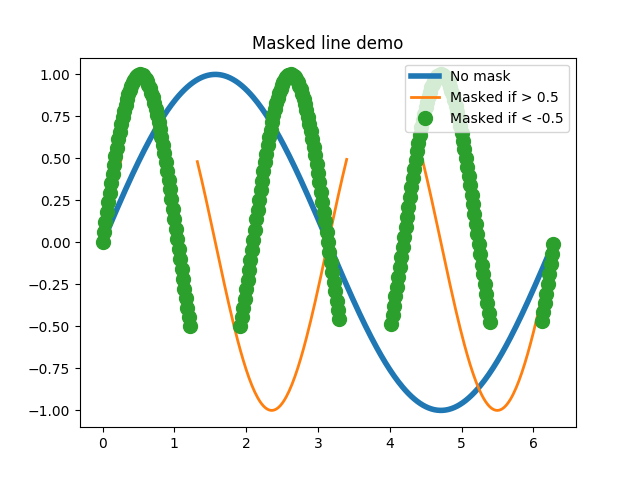 Masked line demo
No mask
Masked if > 0.5
Masked if < -0.5
1.00
0.75
0.50
0.25
0.00
−0.25
−0.50
−0.75
−1.00
0 1 2 3 4 5 6